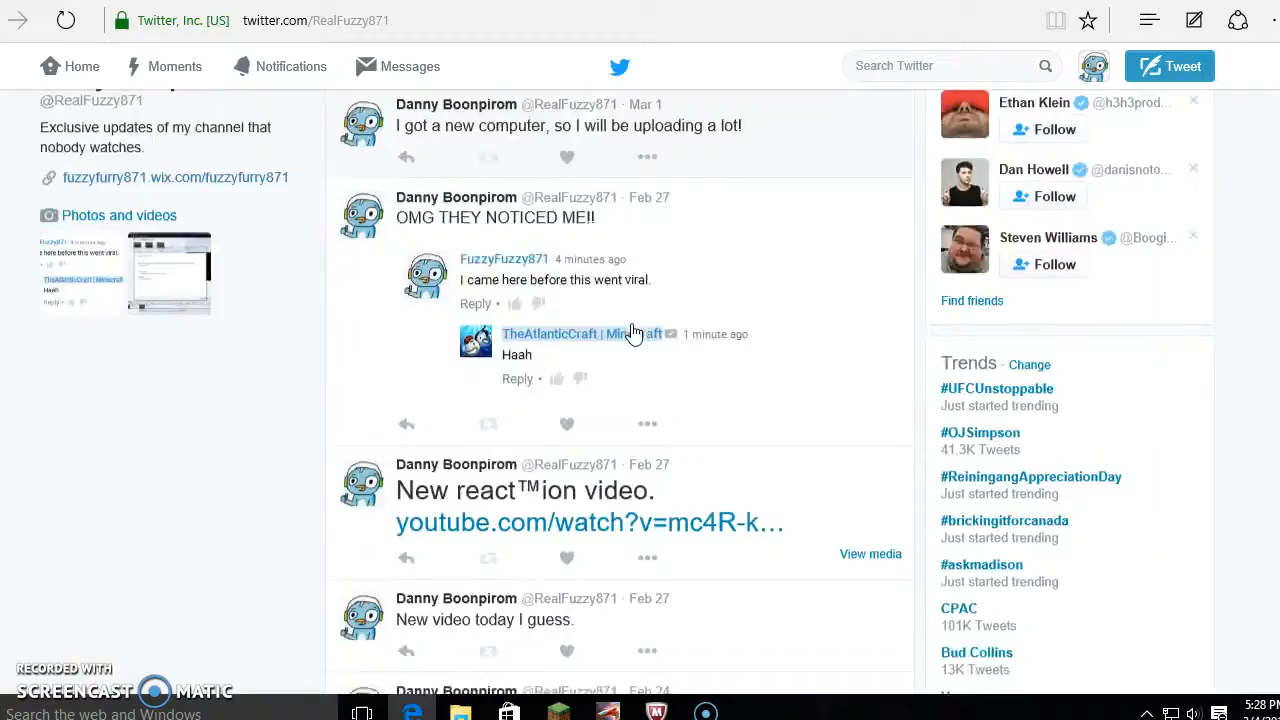 Twitter, Inc. [US]
twitter.com/RealFuzzy871
Home
Moments
Notifications
Messages
Search Twitter
Tweet
@RealFuzzy871
Exclusive updates of my channel that
nobody watches.
fuzzyfurry871.wix.com/fuzzyfurry871
Photos and videos
Danny Boonpirom @RealFuzzy871 · Mar 1
I got a new computer, so I will be uploading a lot!
Danny Boonpirom @RealFuzzy871 · Feb 27
OMG THEY NOTICED ME!!
FuzzyFuzzy871 4 minutes ago
I came here before this went viral.
Reply •
TheAtlanticCraft | Minecraft 1 minute ago
Haah
Reply •
Danny Boonpirom @RealFuzzy871 · Feb 27
New react™ion video.
youtube.com/watch?v=mc4R-k…
View media
Danny Boonpirom @RealFuzzy871 · Feb 27
New video today I guess.
Danny Boonpirom @RealFuzzy871 · Feb 24
Ethan Klein @h3h3prod...
Follow
Dan Howell @danisnoto...
Follow
Steven Williams @Boogi...
Follow
Find friends
Trends · Change
#UFCUnstoppable
Just started trending
#OJSimpson
41.3K Tweets
#ReiningangAppreciationDay
Just started trending
#brickingitforcanada
Just started trending
#askmadison
Just started trending
CPAC
101K Tweets
Bud Collins
13K Tweets
RECORDED WITH
SCREENCAST MATIC
Search the web and Windows
5:28 PM